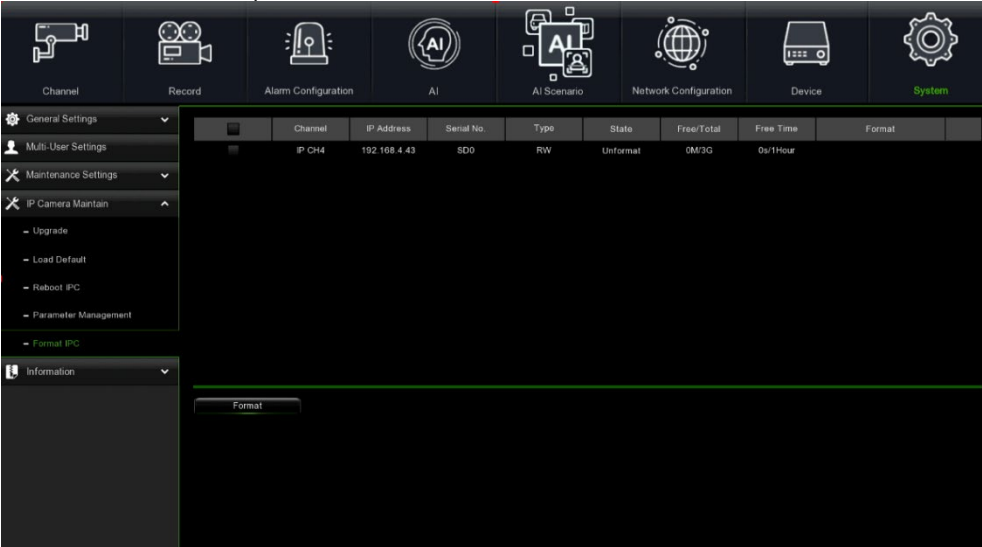 AI
AI
Channel Record Alarm Configuration AI AI Scenario Network Configuration Device System
General Settings
Multi-User Settings
Maintenance Settings
IP Camera Maintain
Upgrade
Load Default
Reboot IPC
Parameter Management
Format IPC
Information
Channel IP Address Serial No. Type State Free/Total Free Time Format
IP CH4 192.168.4.43 SD0 RW Unformat 0M/3G 0s/1Hour
Format